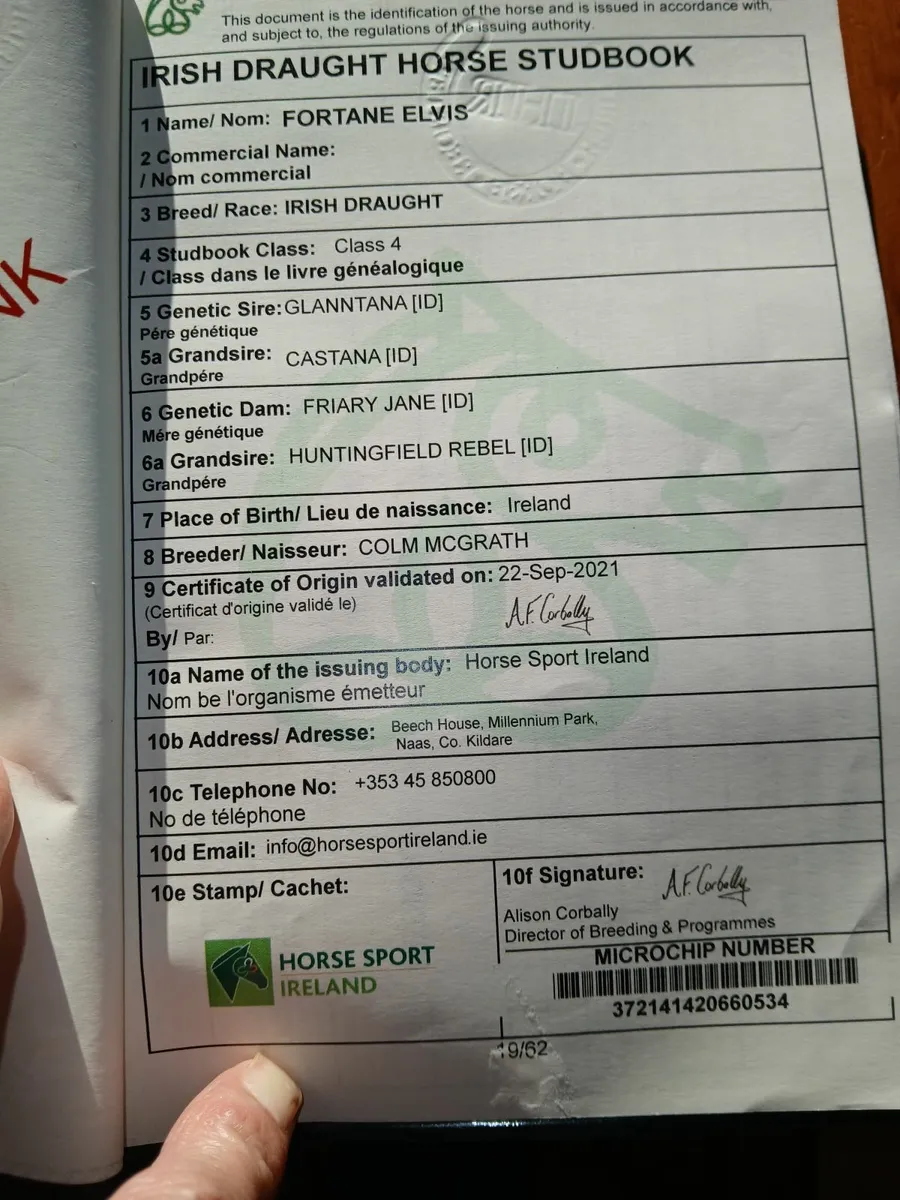 This document is the identification of the horse and is issued in accordance with,
and subject to, the regulations of the issuing authority.
IRISH DRAUGHT HORSE STUDBOOK
1 Name/ Nom: FORTANE ELVIS
2 Commercial Name:
/ Nom commercial
3 Breed/ Race: IRISH DRAUGHT
4 Studbook Class: Class 4
/ Class dans le livre généalogique
5 Genetic Sire: GLANNTANA [ID]
Pére génétique
5a Grandsire: CASTANA [ID]
Grandpére
6 Genetic Dam: FRIARY JANE [ID]
Mére génétique
6a Grandsire: HUNTINGFIELD REBEL [ID]
Grandpére
7 Place of Birth/ Lieu de naissance: Ireland
8 Breeder/ Naisseur: COLM MCGRATH
9 Certificate of Origin validated on: 22-Sep-2021
(Certificat d'origine validé le)
By/ Par: A.F. Corbally
10a Name of the issuing body: Horse Sport Ireland
Nom be l'organisme émetteur
10b Address/ Adresse: Beech House, Millennium Park,
Naas, Co. Kildare
10c Telephone No: +353 45 850800
No de téléphone
10d Email: info@horsesportireland.ie
10e Stamp/ Cachet:
HORSE SPORT
IRELAND
10f Signature: A.F. Corbally
Alison Corbally
Director of Breeding & Programmes
MICROCHIP NUMBER
372141420660534
19/62